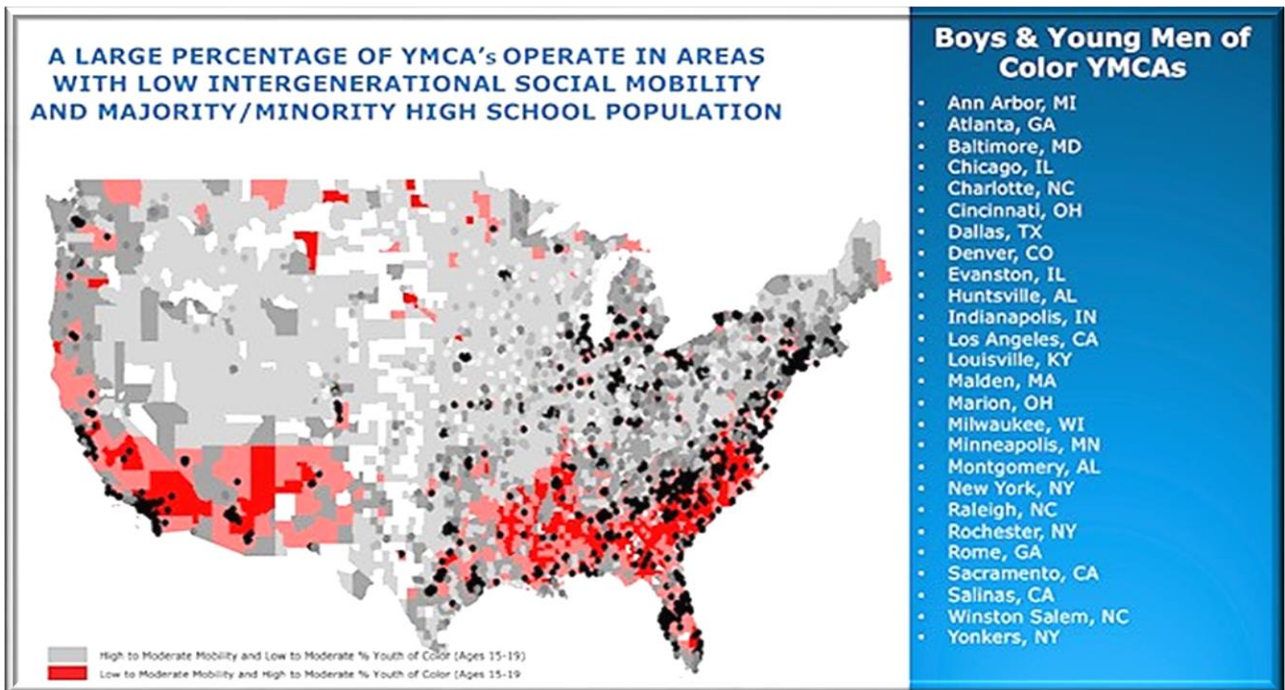 A LARGE PERCENTAGE OF YMCA's OPERATE IN AREAS
WITH LOW INTERGENERATIONAL SOCIAL MOBILITY
AND MAJORITY/MINORITY HIGH SCHOOL POPULATION
High to Moderate Mobility and Low to Moderate % Youth of Color (Ages 15-19)
Low to Moderate Mobility and High to Moderate % Youth of Color (Ages 15-19
Boys & Young Men of
Color YMCAs
• Ann Arbor, MI
• Atlanta, GA
• Baltimore, MD
• Chicago, IL
• Charlotte, NC
• Cincinnati, OH
• Dallas, TX
• Denver, CO
• Evanston, IL
• Huntsville, AL
• Indianapolis, IN
• Los Angeles, CA
• Louisville, KY
• Malden, MA
• Marion, OH
• Milwaukee, WI
• Minneapolis, MN
• Montgomery, AL
• New York, NY
• Raleigh, NC
• Rochester, NY
• Rome, GA
• Sacramento, CA
• Salinas, CA
• Winston Salem, NC
• Yonkers, NY